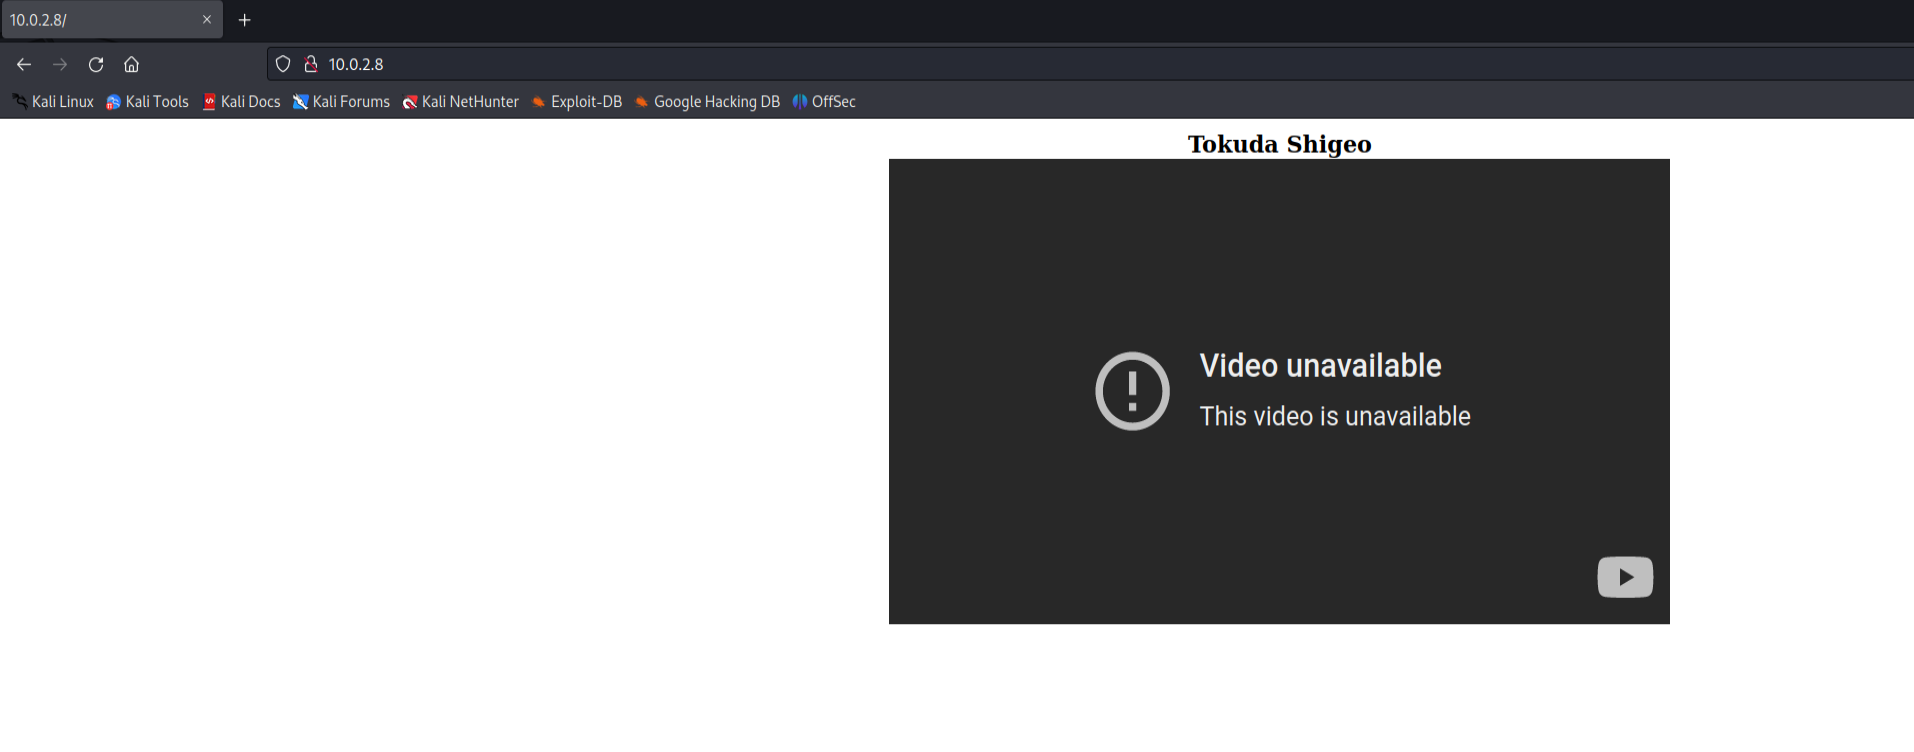 10.0.2.8/
10.0.2.8
Kali Linux Kali Tools Kali Docs Kali Forums Kali NetHunter Exploit-DB Google Hacking DB OffSec
Tokuda Shigeo
Video unavailable
This video is unavailable